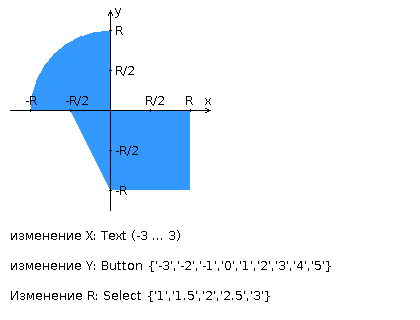 y
R
R/2
-R -R/2 R/2 R x
-R/2
-R
изменение X: Text (-3 ... 3)
изменение Y: Button {'-3','-2','-1','0','1','2','3','4','5'}
Изменение R: Select {'1','1.5','2','2.5','3'}